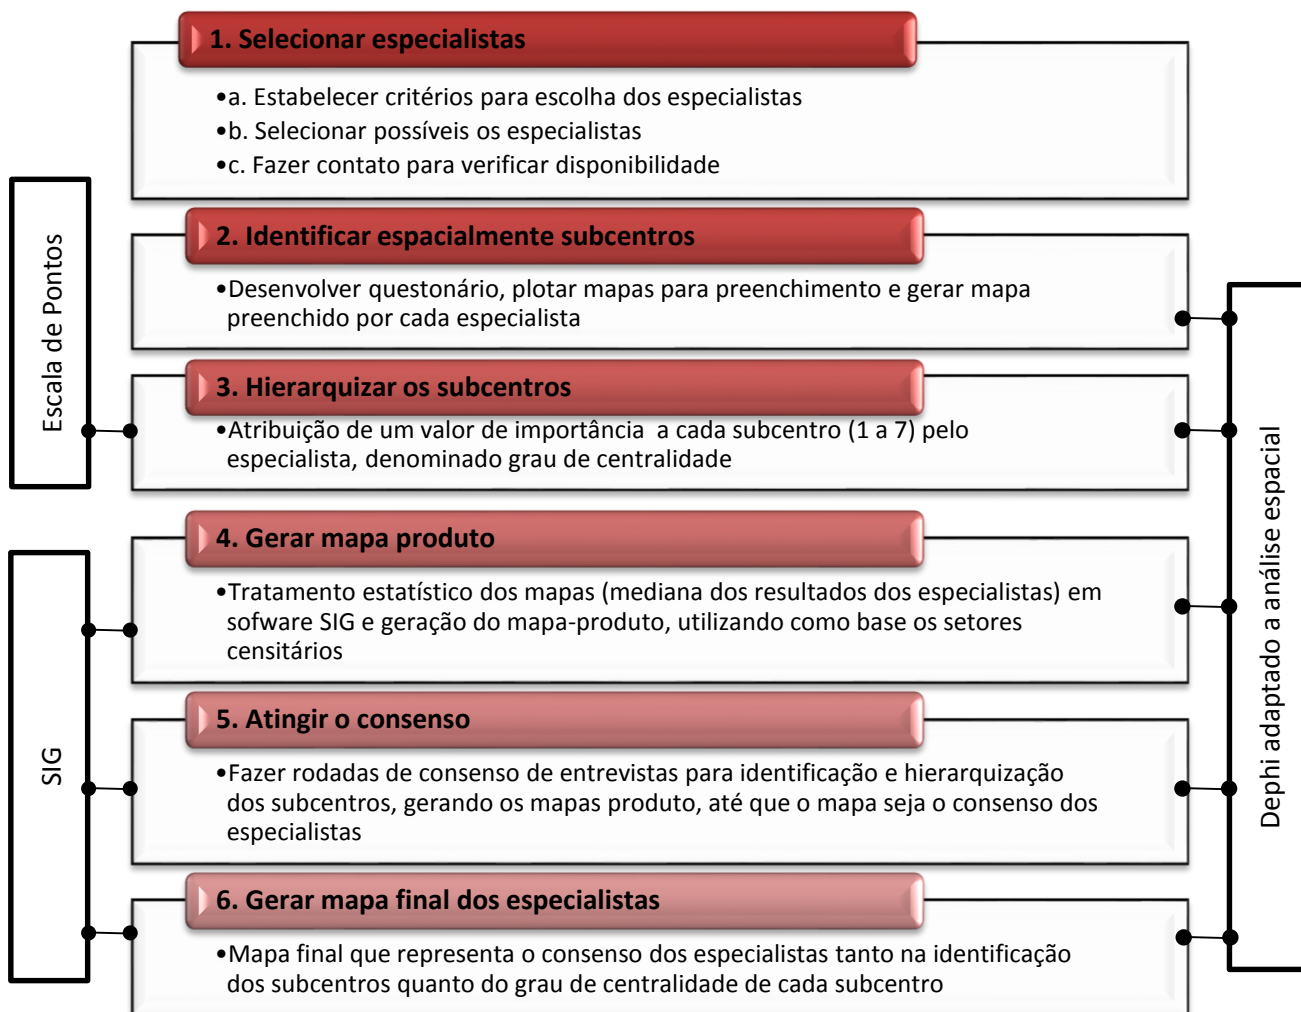 1. Selecionar especialistas
•a. Estabelecer critérios para escolha dos especialistas
•b. Selecionar possíveis os especialistas
•c. Fazer contato para verificar disponibilidade
Escala de Pontos
2. Identificar espacialmente subcentros
•Desenvolver questonário, plotar mapas para preenchimento e gerar mapa
preenchido por cada especialista
3. Hierarquizar os subcentros
•Atribuição de um valor de importância a cada subcentro (1 a 7) pelo
especialista, denominado grau de centralidade
Dephi adaptado a análise espacial
SIG
4. Gerar mapa produto
•Tratamento estatístico dos mapas (mediana dos resultados dos especialistas) em
sofware SIG e geração do mapa-produto, utilizando como base os setores
censitários
5. Atingir o consenso
•Fazer rodadas de consenso de entrevistas para identificação e hierarquização
dos subcentros, gerando os mapas produto, até que o mapa seja o consenso dos
especialistas
6. Gerar mapa final dos especialistas
•Mapa final que representa o consenso dos especialistas tanto na identificação
dos subcentros quanto do grau de centralidade de cada subcentro